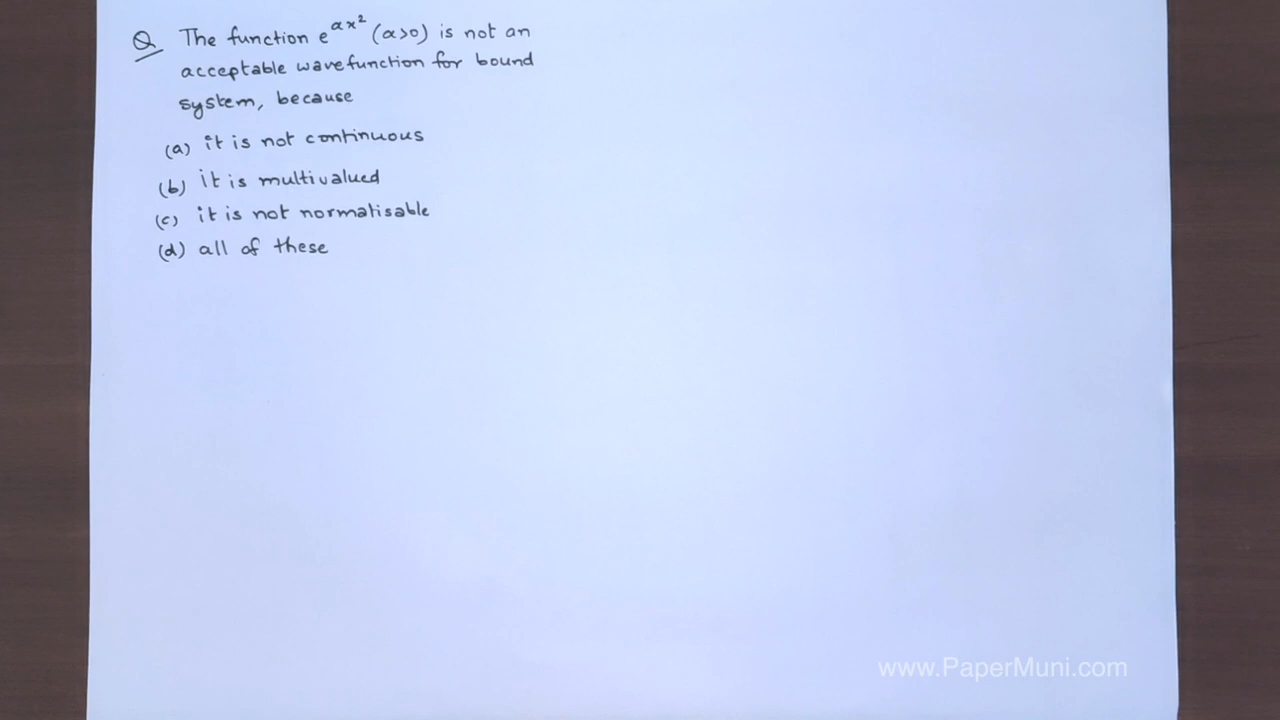 Q The function e^{αx²} (α>0) is not an
acceptable wavefunction for bound
system, because
(a) it is not continuous
(b) it is multivalued
(c) it is not normalisable
(d) all of these
www.PaperMuni.com